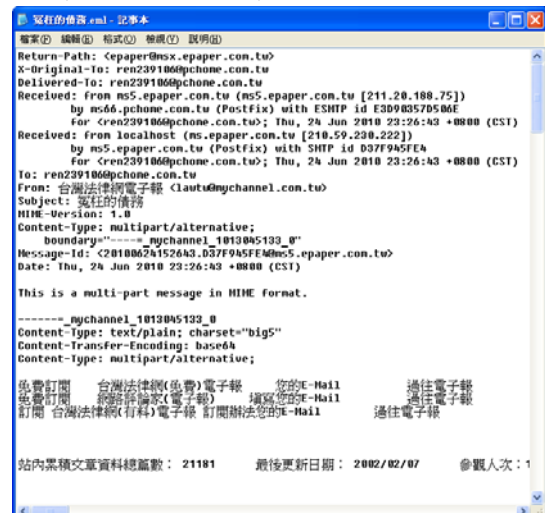 冤枉的債務.eml - 記事本
檔案(F) 編輯(E) 格式(O) 檢視(V) 說明(H)
Return-Path: <epaper@msx.epaper.com.tw>
X-Original-To: ren239106@pchome.com.tw
Delivered-To: ren239106@pchome.com.tw
Received: from ms5.epaper.com.tw (ms5.epaper.com.tw [211.20.188.75])
by ms66.pchome.com.tw (Postfix) with ESMTP id E3D90357D506E
for <ren239106@pchome.com.tw>; Thu, 24 Jun 2010 23:26:43 +0800 (CST)
Received: from localhost (ms.epaper.com.tw [210.59.230.222])
by ms5.epaper.com.tw (Postfix) with SMTP id D37F945FE4
for <ren239106@pchome.com.tw>; Thu, 24 Jun 2010 23:26:43 +0800 (CST)
To: ren239106@pchome.com.tw
From: 台灣法律網電子報 <lawtw@mychannel.com.tw>
Subject: 冤枉的債務
MIME-Version: 1.0
Content-Type: multipart/alternative;
boundary="----=_mychannel_1013045133_0"
Message-Id: <20100624152643.D37F945FE4@ms5.epaper.com.tw>
Date: Thu, 24 Jun 2010 23:26:43 +0800 (CST)
This is a multi-part message in MIME format.
------=_mychannel_1013045133_0
Content-Type: text/plain; charset="big5"
Content-Transfer-Encoding: base64
Content-Type: multipart/alternative;
免費訂閱 台灣法律網(免費)電子報 您的E-Mail 過往電子報
免費訂閱 網路評論家(電子報) 填寫您的E-Mail 過往電子報
訂閱 台灣法律網(有料)電子報 訂閱辦法您的E-Mail 過往電子報
站內累積文章資料總篇數： 21181 最後更新日期： 2002/02/07 參觀人次：1